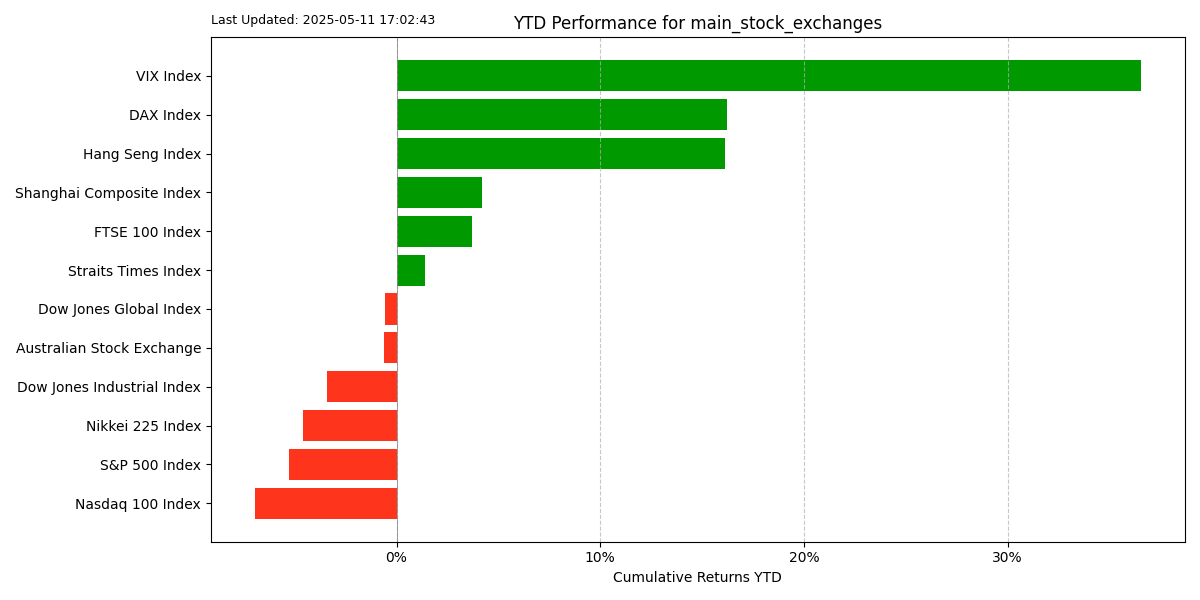 Last Updated: 2025-05-11 17:02:43
YTD Performance for main_stock_exchanges
VIX Index
DAX Index
Hang Seng Index
Shanghai Composite Index
FTSE 100 Index
Straits Times Index
Dow Jones Global Index
Australian Stock Exchange
Dow Jones Industrial Index
Nikkei 225 Index
S&P 500 Index
Nasdaq 100 Index
0% 10% 20% 30%
Cumulative Returns YTD